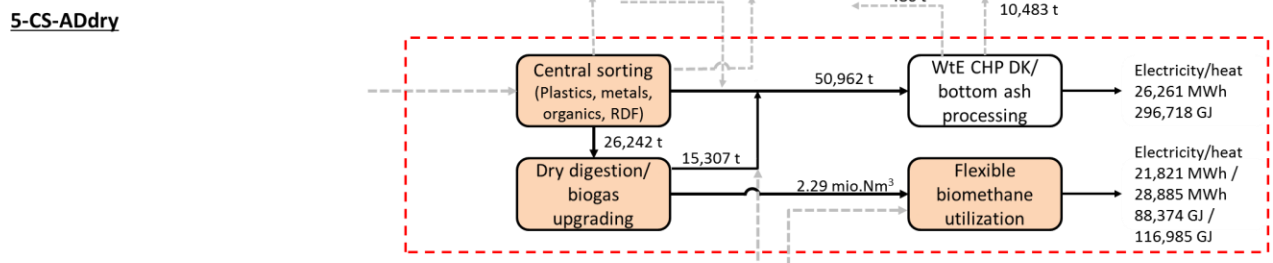 5-CS-ADdry
10,483 t
Central sorting
(Plastics, metals,
organics, RDF)
50,962 t
WtE CHP DK/
bottom ash
processing
Electricity/heat
26,261 MWh
296,718 GJ
26,242 t
15,307 t
Dry digestion/
biogas
upgrading
2.29 mio.Nm³
Flexible
biomethane
utilization
Electricity/heat
21,821 MWh /
28,885 MWh
88,374 GJ /
116,985 GJ